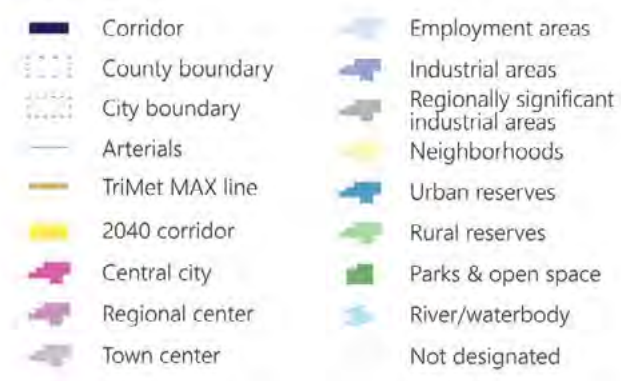 Corridor
County boundary
City boundary
Arterials
TriMet MAX line
2040 corridor
Central city
Regional center
Town center
Employment areas
Industrial areas
Regionally significant
industrial areas
Neighborhoods
Urban reserves
Rural reserves
Parks & open space
River/waterbody
Not designated